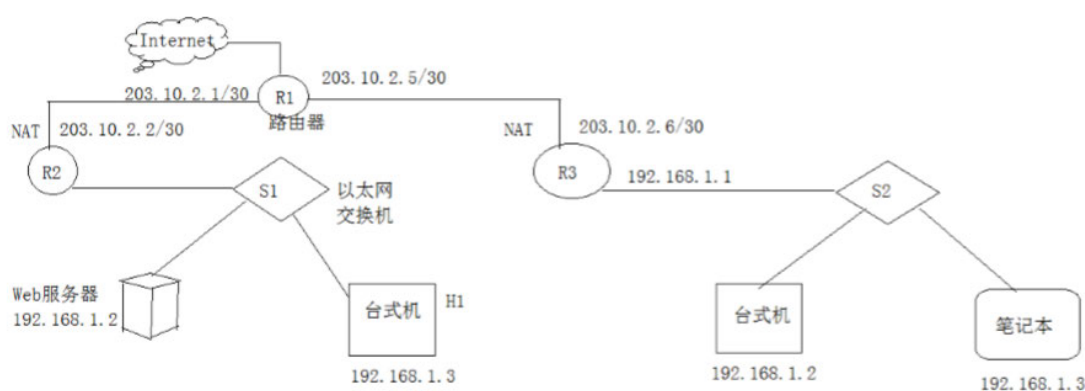 Internet
203.10.2.5/30
203.10.2.1/30
R1
路由器
NAT
203.10.2.2/30
NAT
203.10.2.6/30
R2
R3
192.168.1.1
S1
以太网
交换机
S2
Web服务器
192.168.1.2
台式机
H1
192.168.1.3
台式机
192.168.1.2
笔记本
192.168.1.3